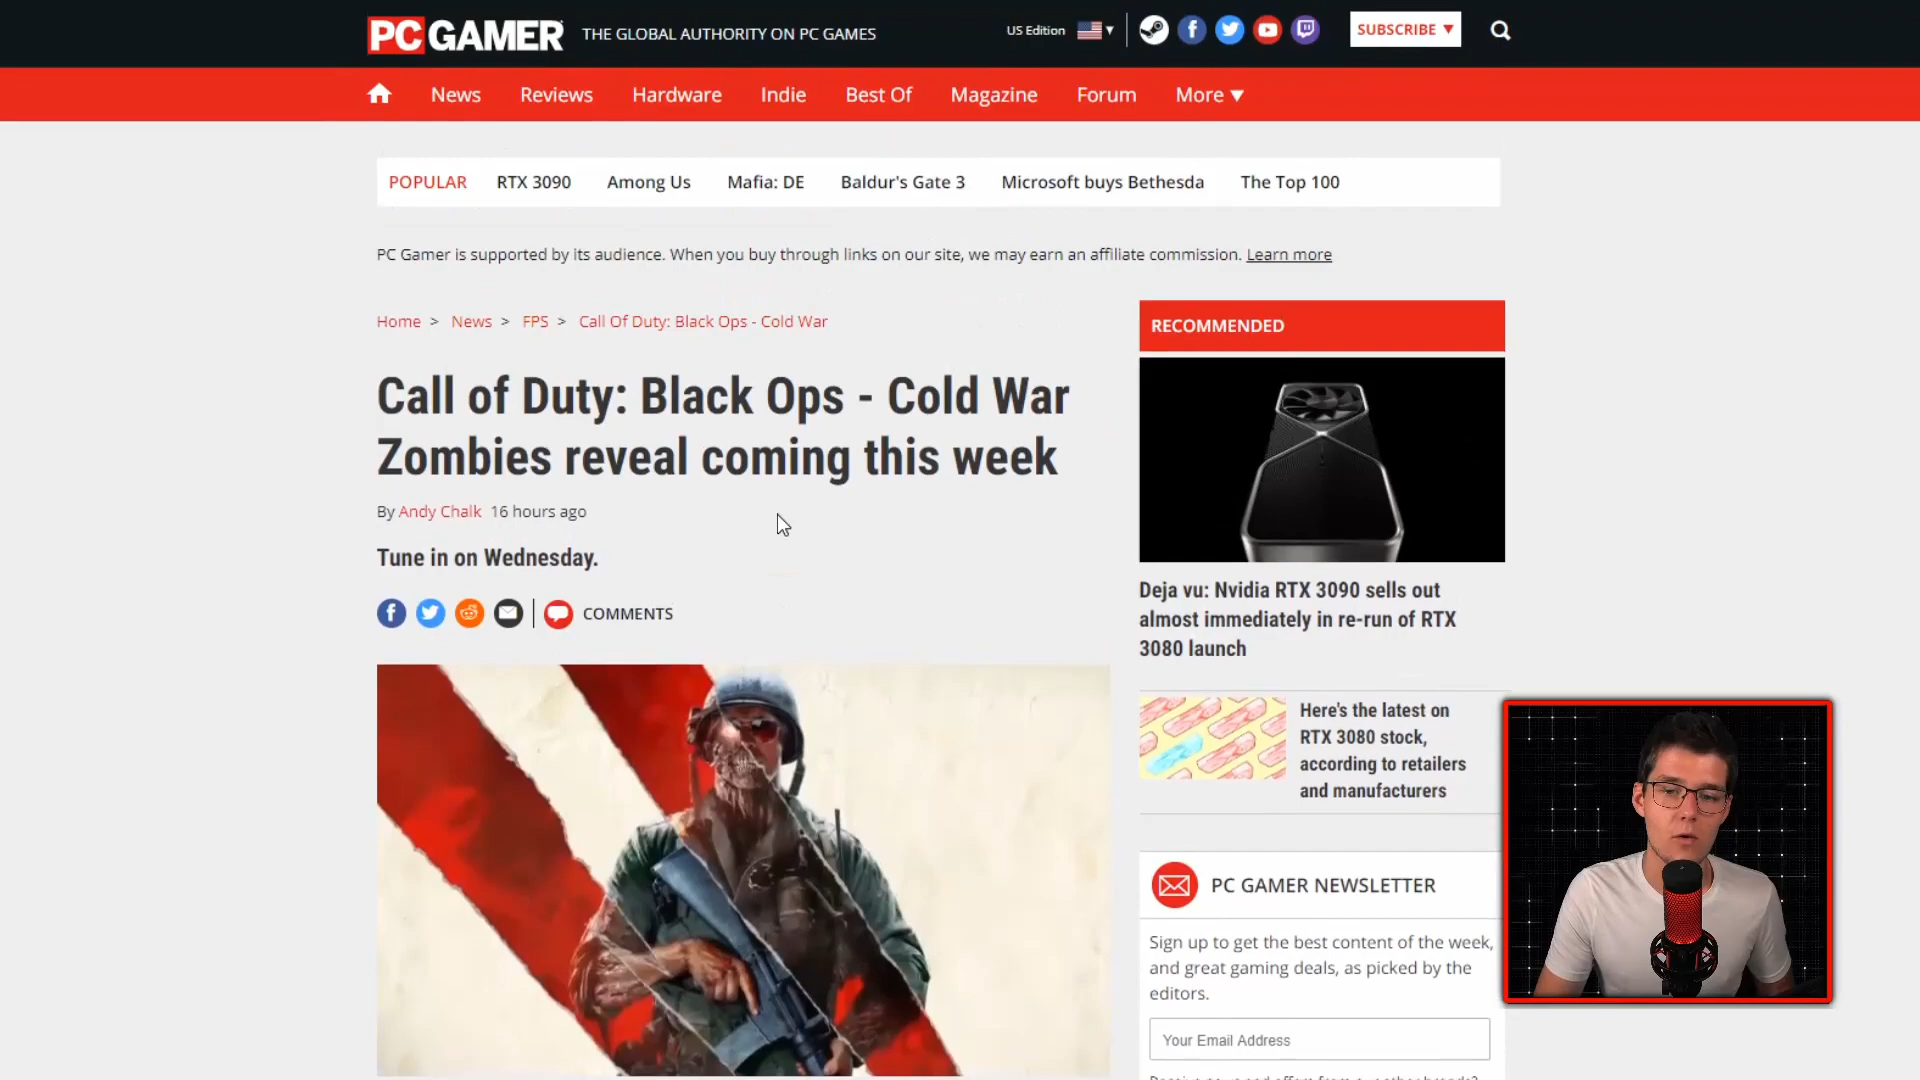 PC GAMER THE GLOBAL AUTHORITY ON PC GAMES US Edition ▼ SUBSCRIBE ▼
News Reviews Hardware Indie Best Of Magazine Forum More ▼
POPULAR RTX 3090 Among Us Mafia: DE Baldur's Gate 3 Microsoft buys Bethesda The Top 100
PC Gamer is supported by its audience. When you buy through links on our site, we may earn an affiliate commission. Learn more
Home > News > FPS > Call Of Duty: Black Ops - Cold War
Call of Duty: Black Ops - Cold War
Zombies reveal coming this week
By Andy Chalk 16 hours ago
Tune in on Wednesday.
COMMENTS
RECOMMENDED
Deja vu: Nvidia RTX 3090 sells out
almost immediately in re-run of RTX
3080 launch
Here's the latest on
RTX 3080 stock,
according to retailers
and manufacturers
PC GAMER NEWSLETTER
Sign up to get the best content of the week,
and great gaming deals, as picked by the
editors.
Your Email Address